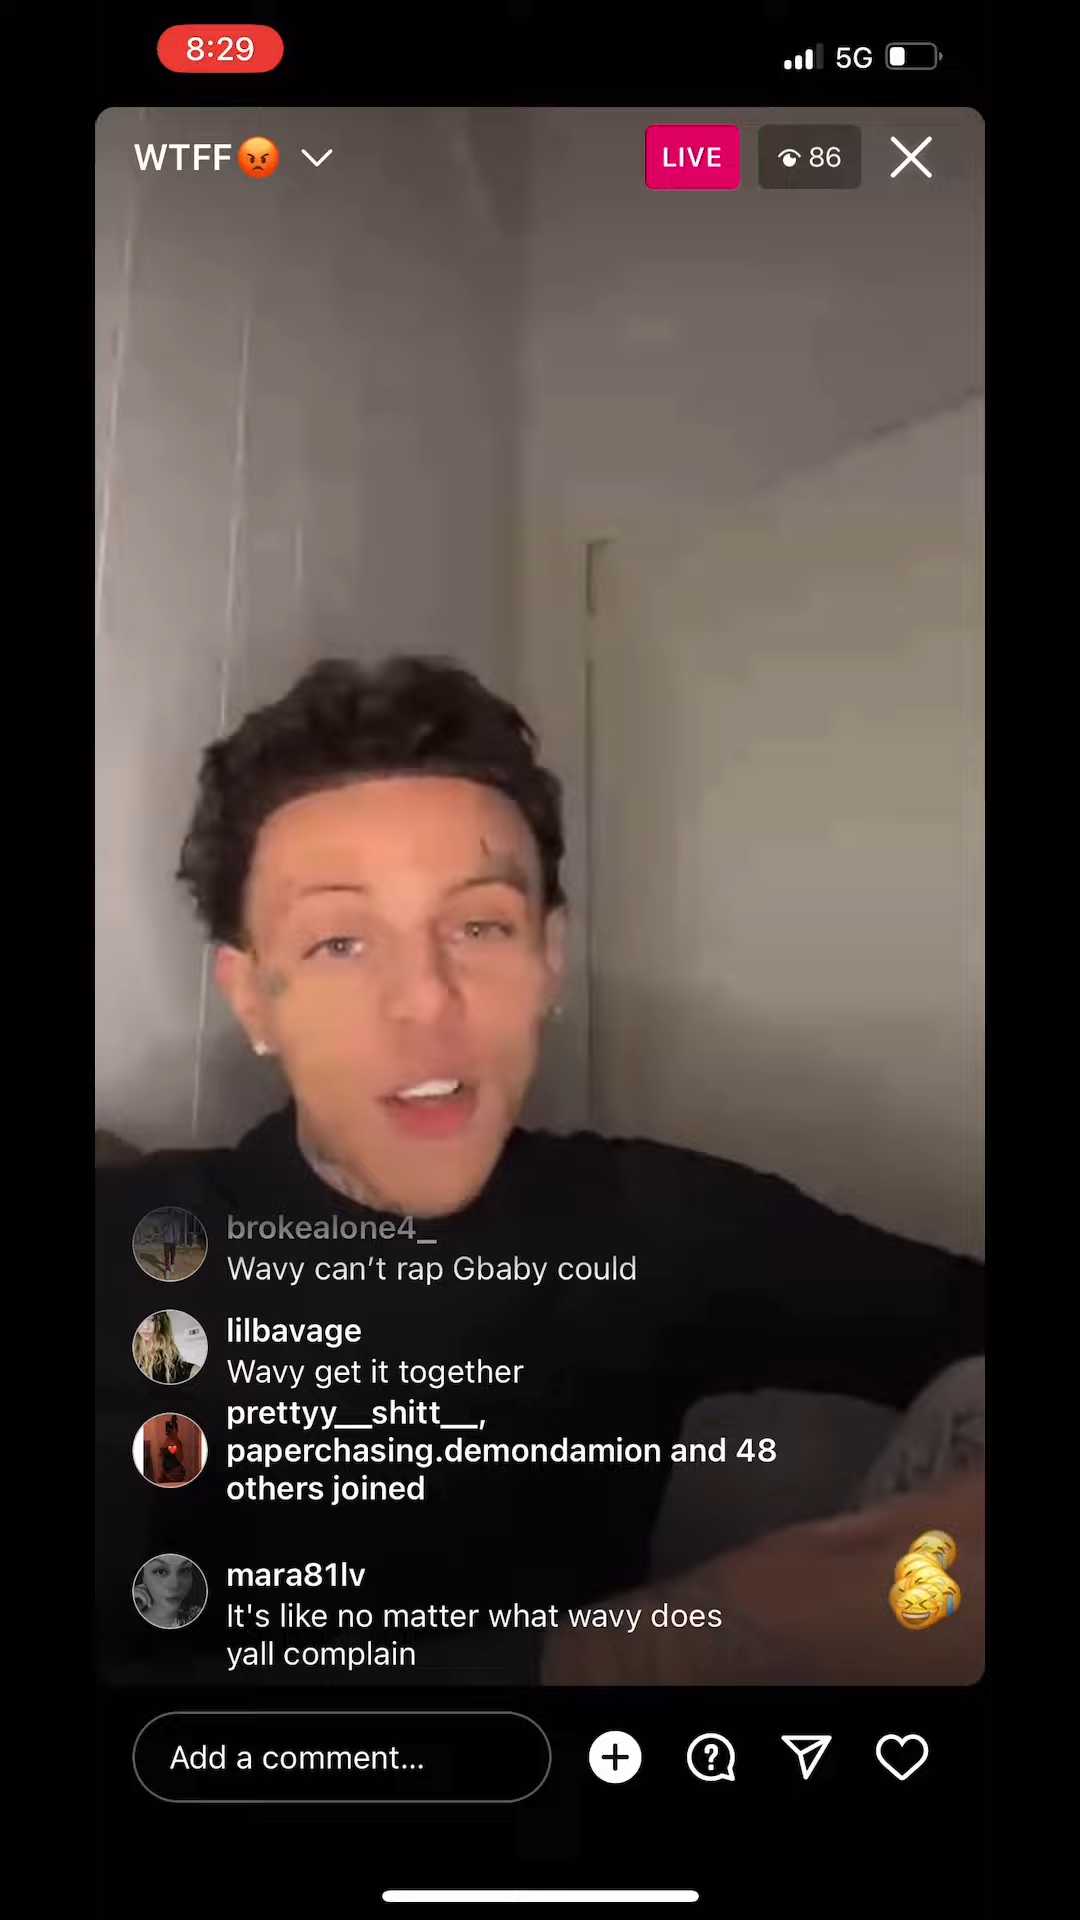 8:29
5G
WTFF😡
LIVE
86
brokealone4_
Wavy can’t rap Gbaby could
lilbavage
Wavy get it together
prettyy__shitt__,
paperchasing.demondamion and 48
others joined
mara81lv
It's like no matter what wavy does
yall complain
Add a comment...